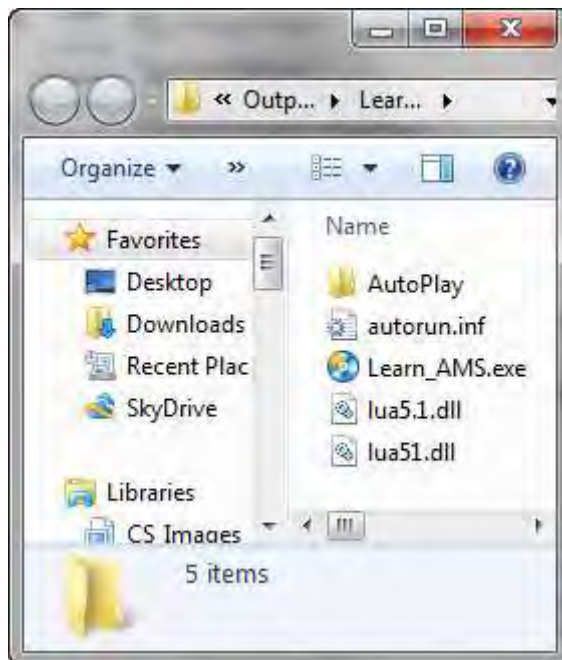 « Outp... Lear...
Organize »
Favorites
Desktop
Downloads
Recent Plac
SkyDrive
Libraries
CS Images
Name
AutoPlay
autorun.inf
Learn_AMS.exe
lua5.1.dll
lua51.dll
5 items